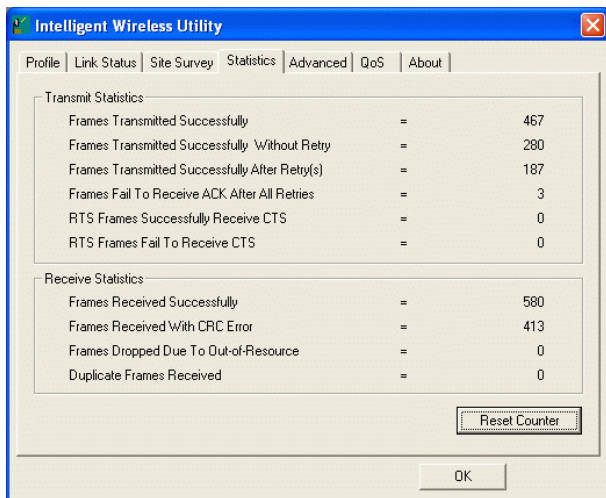 Intelligent Wireless Utility
Profile Link Status Site Survey Statistics Advanced QoS About
Transmit Statistics
Frames Transmitted Successfully = 467
Frames Transmitted Successfully Without Retry = 280
Frames Transmitted Successfully After Retry(s) = 187
Frames Fail To Receive ACK After All Retries = 3
RTS Frames Successfully Receive CTS = 0
RTS Frames Fail To Receive CTS = 0
Receive Statistics
Frames Received Successfully = 580
Frames Received With CRC Error = 413
Frames Dropped Due To Out-of-Resource = 0
Duplicate Frames Received = 0
Reset Counter
OK